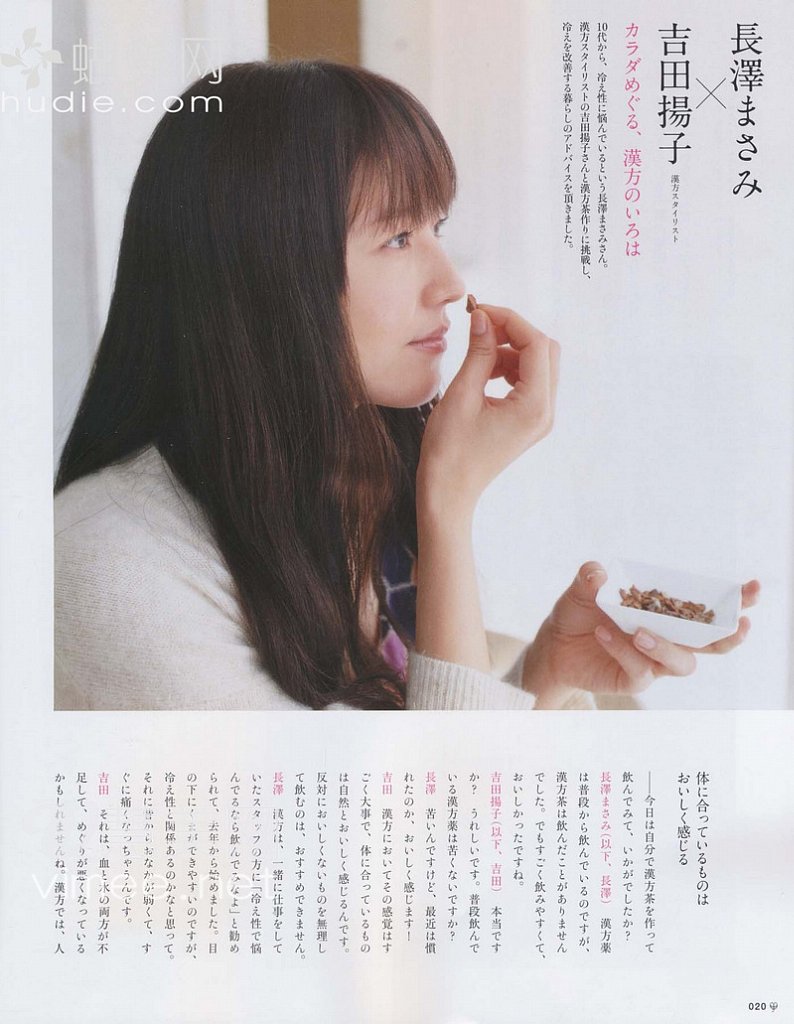 長澤まさみ
×
吉田揚子 漢方スタイリスト
カラダめぐる、漢方のいろは
10代から、冷え性に悩んでいるという長澤まさみさん。
漢方スタイリストの吉田揚子さんと漢方茶作りに挑戦し、
冷えを改善する暮らしのアドバイスを頂きました。
hudie.com
体に合っているものは
おいしく感じる
——今日は自分で漢方茶を作って
飲んでみて、いかがでしたか?
長澤まさみ(以下、長澤) 漢方薬
は普段から飲んでいるのですが、
漢方茶は飲んだことがありません
でした。でもすごく飲みやすくて、
おいしかったですね。
吉田揚子(以下、吉田) 本当です
か? うれしいです。普段飲んで
いる漢方薬は苦くないですか?
長澤 苦いんですけど、最近は慣
れたのか、おいしく感じます!
吉田 漢方においてその感覚はす
ごく大事で、体に合っているもの
は自然とおいしく感じるんです。
反対においしくないものを無理し
て飲むのは、おすすめできません。
長澤 漢方は、一緒に仕事をして
いたスタッフの方に「冷え性で悩
んでるなら飲んでみなよ」と勧め
られて、去年から始めました。目
の下にくまができやすいのですが、
冷え性と関係あるのかなと思って。
それに昔からおなかが弱くて、す
ぐに痛くなっちゃうんです。
吉田 それは、血と水の両方が不
足して、めぐりが悪くなっている
かもしれませんね。漢方では、人
020